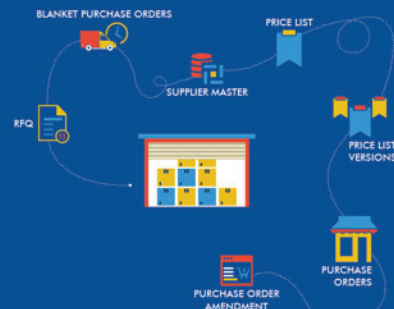 BLANKET PURCHASE ORDERS
PRICE LIST
SUPPLIER MASTER
RFQ
PRICE LIST
VERSIONS
PURCHASE
ORDERS
PURCHASE ORDER
AMENDMENT